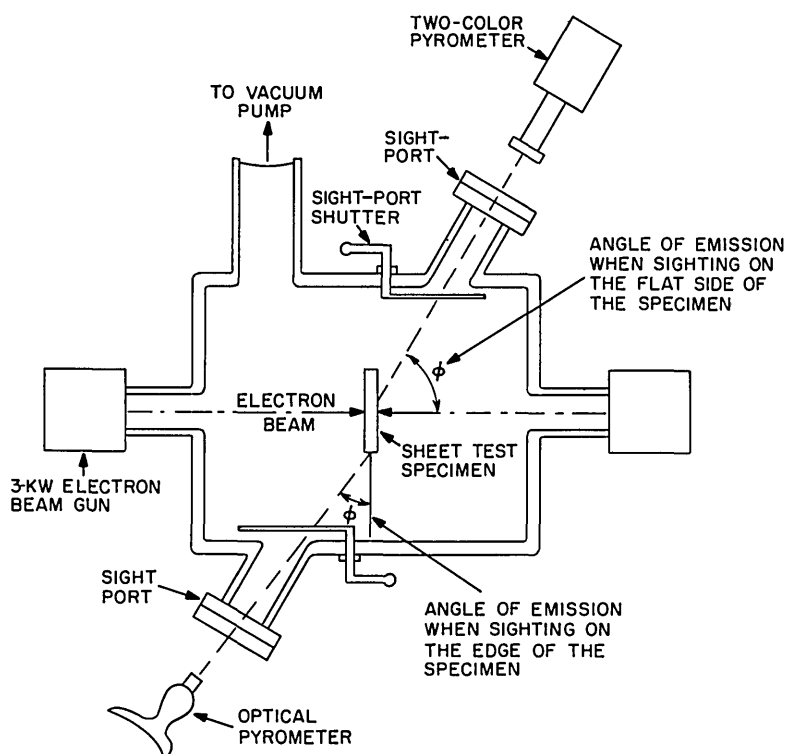 TWO-COLOR
PYROMETER
TO VACUUM
PUMP
SIGHT-
PORT
SIGHT-PORT
SHUTTER
ANGLE OF EMISSION
WHEN SIGHTING ON
THE FLAT SIDE OF
THE SPECIMEN
ϕ
ELECTRON
BEAM
SHEET TEST
SPECIMEN
3-KW ELECTRON
BEAM GUN
ϕ
SIGHT
PORT
ANGLE OF EMISSION
WHEN SIGHTING ON
THE EDGE OF THE
SPECIMEN
OPTICAL
PYROMETER